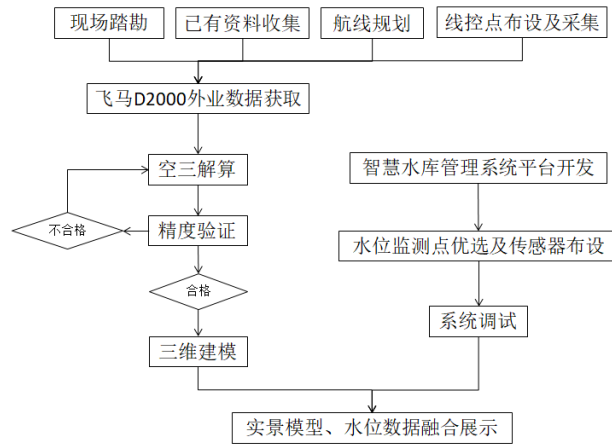 现场踏勘
已有资料收集
航线规划
线控点布设及采集
飞马D2000外业数据获取
空三解算
智慧水库管理系统平台开发
不合格
精度验证
水位监测点优选及传感器布设
合格
系统调试
三维建模
实景模型、水位数据融合展示